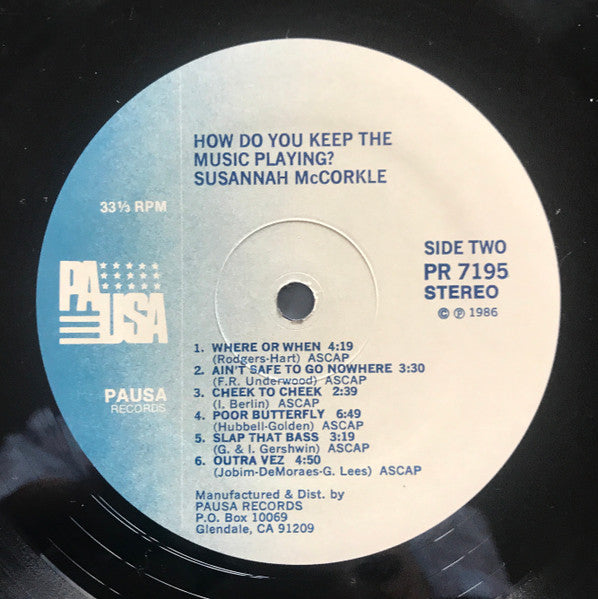 HOW DO YOU KEEP THE
MUSIC PLAYING?
SUSANNAH McCORKLE
33⅓ RPM
SIDE TWO
PR 7195
STEREO
© ℗ 1986
PAUSA
PAUSA
RECORDS
1. WHERE OR WHEN 4:19
(Rodgers-Hart) ASCAP
2. AIN'T SAFE TO GO NOWHERE 3:30
(F.R. Underwood) ASCAP
3. CHEEK TO CHEEK 2:39
(I. Berlin) ASCAP
4. POOR BUTTERFLY 6:49
(Hubbell-Golden) ASCAP
5. SLAP THAT BASS 3:19
(G. & I. Gershwin) ASCAP
6. OUTRA VEZ 4:50
(Jobim-DeMoraes-G. Lees) ASCAP
Manufactured & Dist. by
PAUSA RECORDS
P.O. Box 10069
Glendale, CA 91209